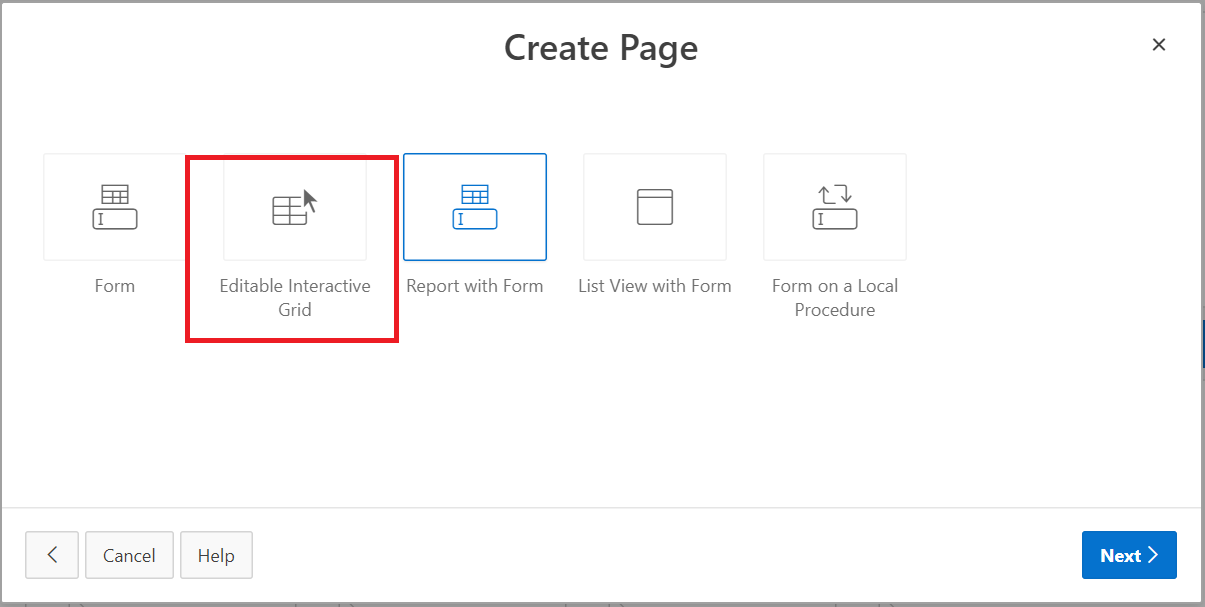 Create Page
Form
Editable Interactive
Grid
Report with Form
List View with Form
Form on a Local
Procedure
Cancel
Help
Next